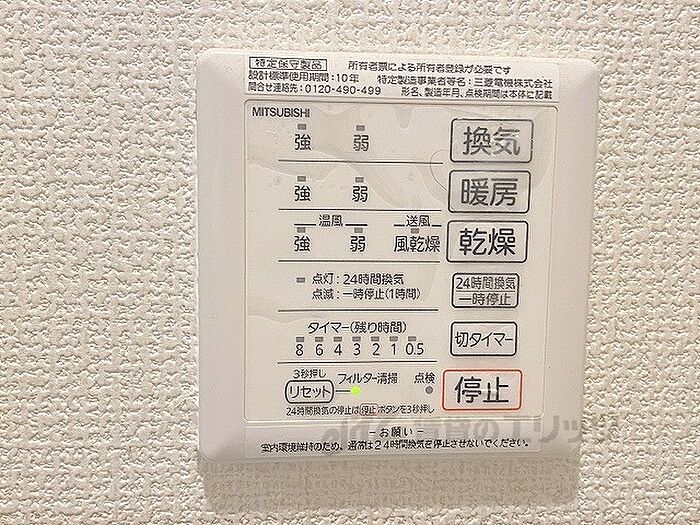 特定保守製品 所有者票による所有者登録が必要です
設計標準使用期間:10年 特定製造事業者等名:三菱電機株式会社
問合せ連絡先:0120-490-499 形名、製造年月、点検期間は本体に記載
MITSUBISHI
強 弱 換気
強 弱 暖房
温風 送風
強 弱 風乾燥 乾燥
点灯:24時間換気
点滅:一時停止(1時間)
24時間換気
一時停止
タイマー(残り時間)
8 6 4 3 2 1 0.5
切タイマー
3秒押し
リセット フィルター清掃 点検
停止
24時間換気の停止は停止ボタンを3秒押し
-お願い-
室内環境維持のため、通常は24時間換気を停止させないでください。